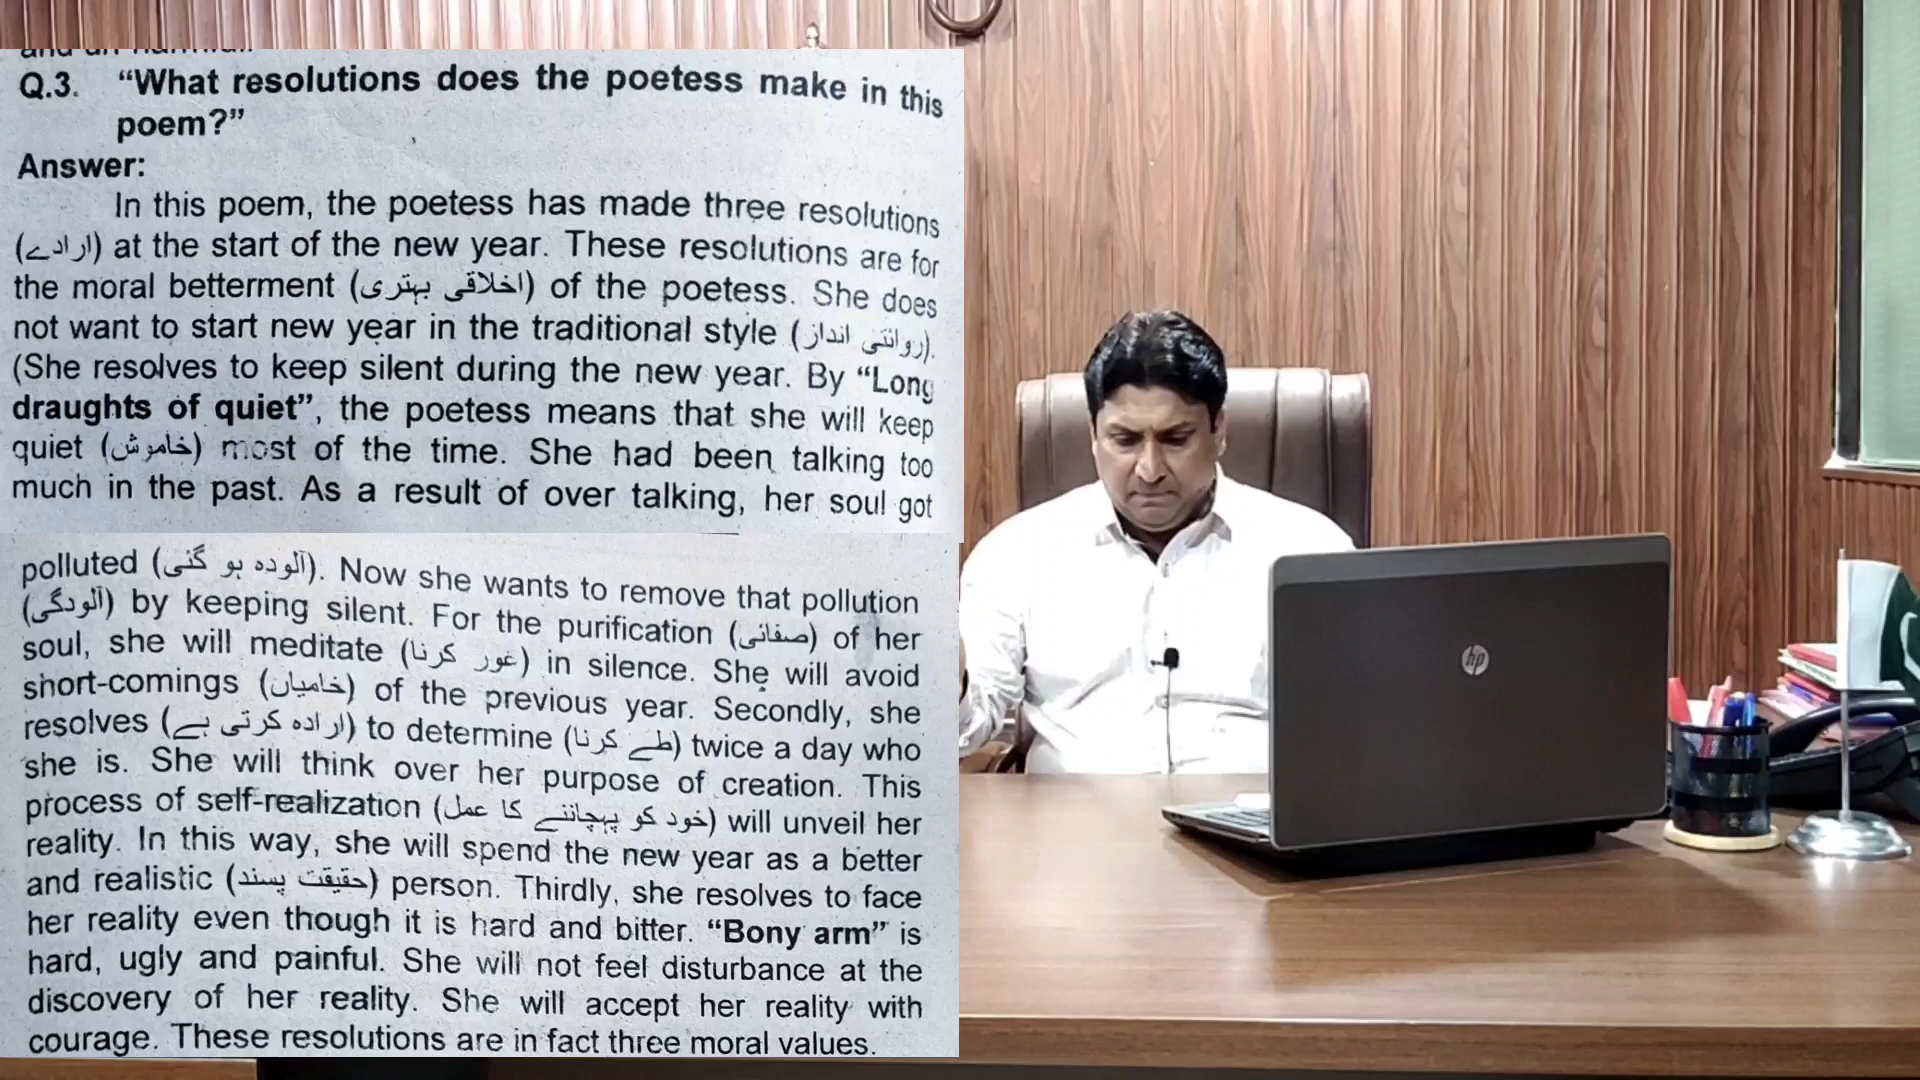 Q.3. “What resolutions does the poetess make in this
poem?”
Answer:
In this poem, the poetess has made three resolutions
(ارادے) at the start of the new year. These resolutions are for
the moral betterment (اخلاقی بہتری) of the poetess. She does
not want to start new year in the traditional style (روائتی انداز).
(She resolves to keep silent during the new year. By “Long
draughts of quiet”, the poetess means that she will keep
quiet (خاموش) most of the time. She had been talking too
much in the past. As a result of over talking, her soul got
polluted (آلودہ ہو گئی). Now she wants to remove that pollution
(آلودگی) by keeping silent. For the purification (صفائی) of her
soul, she will meditate (غور کرنا) in silence. She will avoid
short-comings (خامیاں) of the previous year. Secondly, she
resolves (ارادہ کرتی ہے) to determine (طے کرنا) twice a day who
she is. She will think over her purpose of creation. This
process of self-realization (خود کو پہچاننے کا عمل) will unveil her
reality. In this way, she will spend the new year as a better
and realistic (حقیقت پسند) person. Thirdly, she resolves to face
her reality even though it is hard and bitter. “Bony arm” is
hard, ugly and painful. She will not feel disturbance at the
discovery of her reality. She will accept her reality with
courage. These resolutions are in fact three moral values.
hp